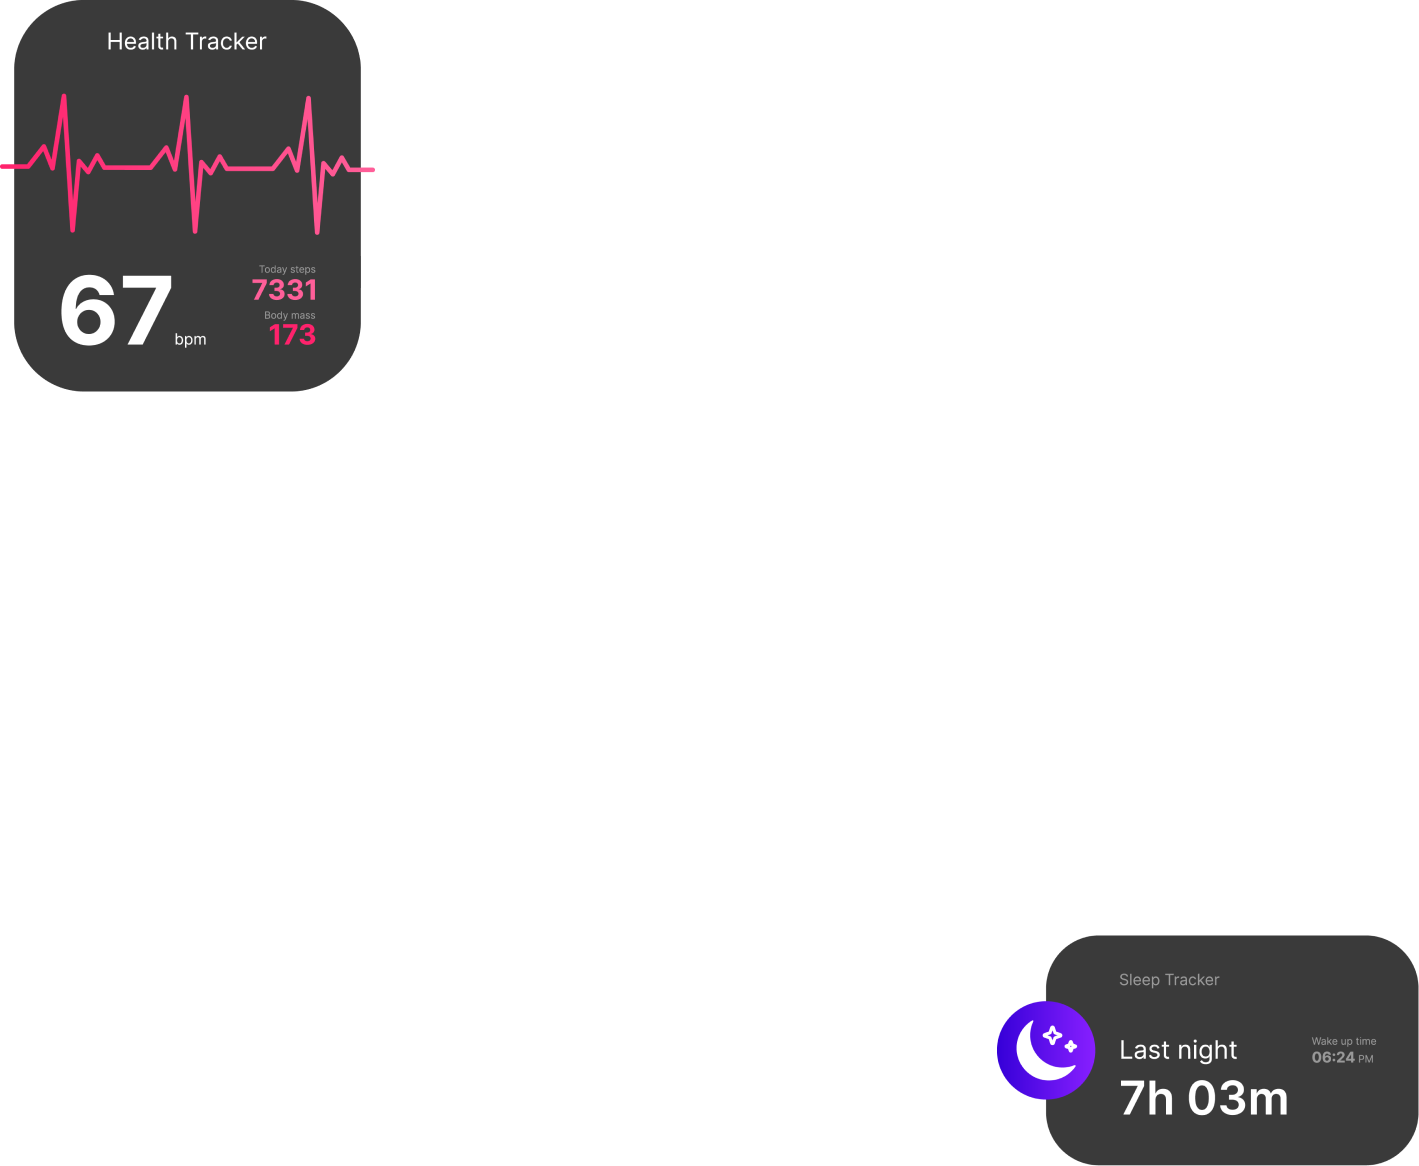 Health Tracker
Today steps
7331
67 bpm
Body mass
173
Sleep Tracker
Last night
7h 03m
Wake up time
06:24 PM